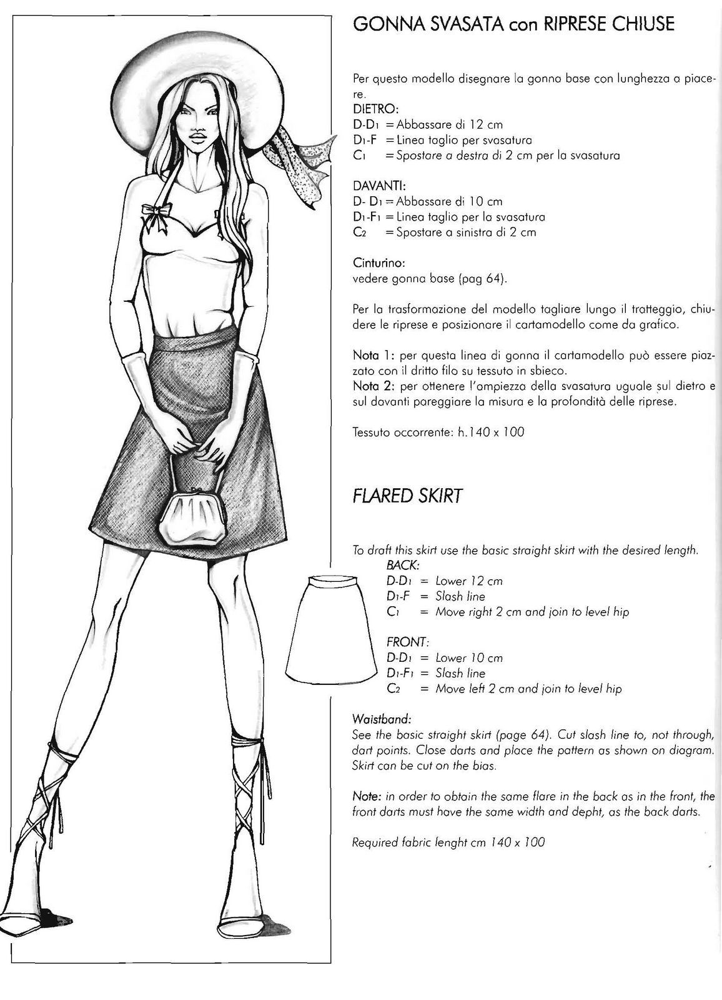 GONNA SVASATA con RIPRESE CHIUSE
Per questo modello disegnare la gonna base con lunghezza a piace-
re.
DIETRO:
D-D1 = Abbassare di 12 cm
D1-F = Linea taglio per svasatura
C1 = Spostare a destra di 2 cm per la svasatura
DAVANTI:
D- D1 = Abbassare di 10 cm
D1-F1 = Linea taglio per la svasatura
C2 = Spostare a sinistra di 2 cm
Cinturino:
vedere gonna base (pag 64).
Per la trasformazione del modello tagliare lungo il tratteggio, chiu-
dere le riprese e posizionare il cartamodello come da grafico.
Nota 1: per questa linea di gonna il cartamodello può essere piaz-
zato con il dritto filo su tessuto in sbieco.
Nota 2: per ottenere l'ampiezza della svasatura uguale sul dietro e
sul davanti pareggiare la misura e la profondità delle riprese.
Tessuto occorrente: h.140 x 100
FLARED SKIRT
To draft this skirt use the basic straight skirt with the desired length.
BACK:
D-D1 = Lower 12 cm
D1-F = Slash line
C1 = Move right 2 cm and join to level hip
FRONT:
D-D1 = Lower 10 cm
D1-F1 = Slash line
C2 = Move left 2 cm and join to level hip
Waistband:
See the basic straight skirt (page 64). Cut slash line to, not through,
dart points. Close darts and place the pattern as shown on diagram.
Skirt can be cut on the bias.
Note: in order to obtain the same flare in the back as in the front, the
front darts must have the same width and depht, as the back darts.
Required fabric lenght cm 140 x 100